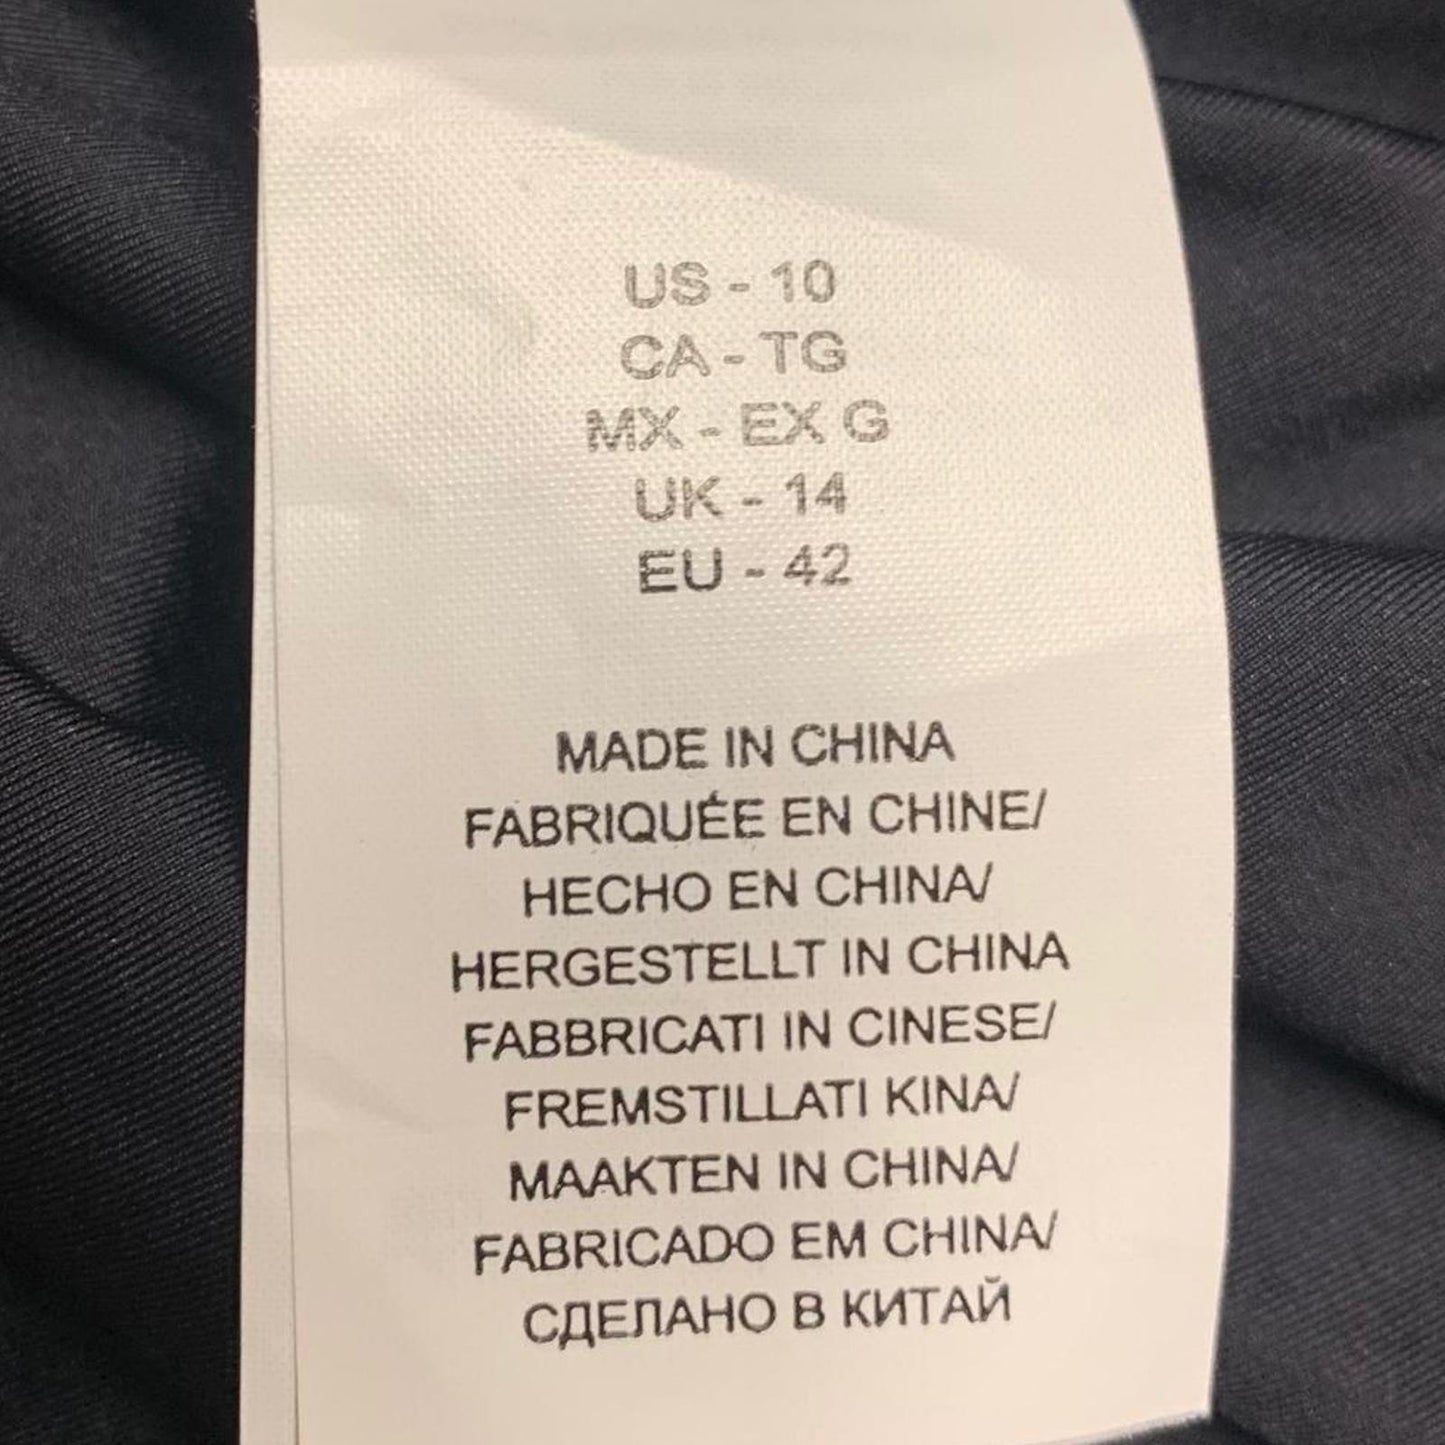 US - 10
CA - TG
MX - EX G
UK - 14
EU - 42
MADE IN CHINA
FABRIQUÉE EN CHINE/
HECHO EN CHINA/
HERGESTELLT IN CHINA
FABBRICATI IN CINESE/
FREMSTILLATI KINA/
MAAKTEN IN CHINA/
FABRICADO EM CHINA/
СДЕЛАНО В КИТАЙ